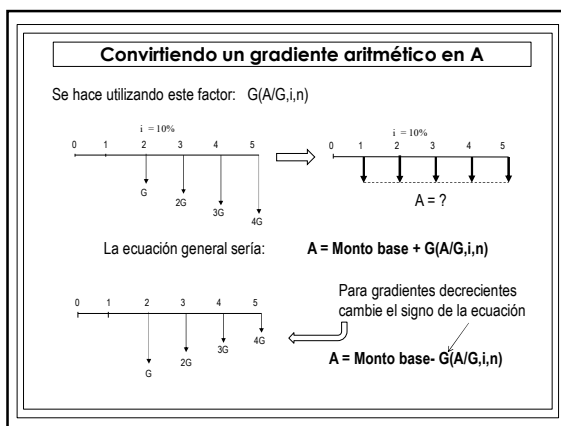 Convirtiendo un gradiente aritmético en A
Se hace utilizando este factor: G(A/G,i,n)
i = 10%
0 1 2 3 4 5
G
2G
3G
4G
i = 10%
0 1 2 3 4 5
A = ?
La ecuación general sería: A = Monto base + G(A/G,i,n)
0 1 2 3 4 5
G
2G
3G
4G
Para gradientes decrecientes
cambie el signo de la ecuación
A = Monto base- G(A/G,i,n)